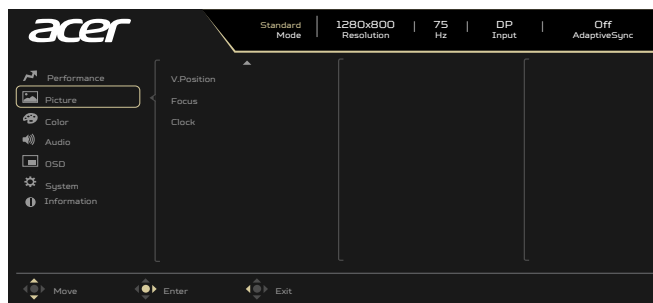 acer
Standard Mode | 1280x800 Resolution | 75 Hz | DP Input | Off AdaptiveSync
Performance
Picture
Color
Audio
OSD
System
Information
V.Position
Focus
Clock
Move
Enter
Exit